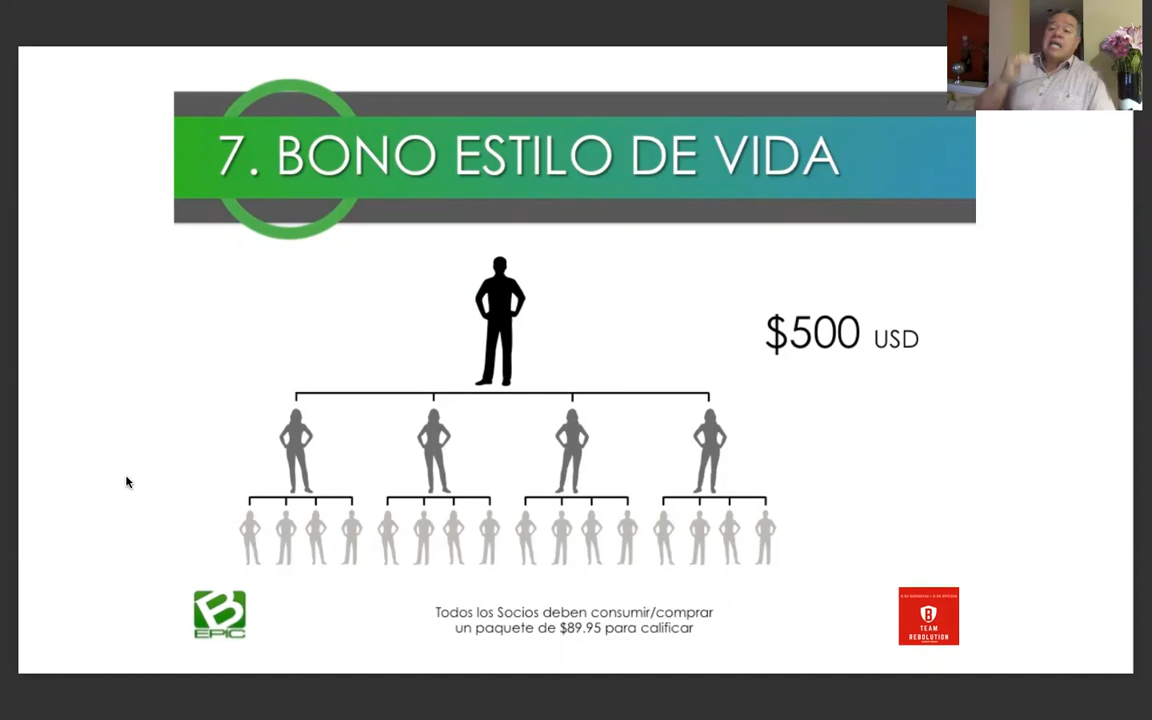 7. BONO ESTILO DE VIDA
$500 USD
B
EPIC
Todos los Socios deben consumir/comprar
un paquete de $89.95 para calificar
B
TEAM
REBOLUTION